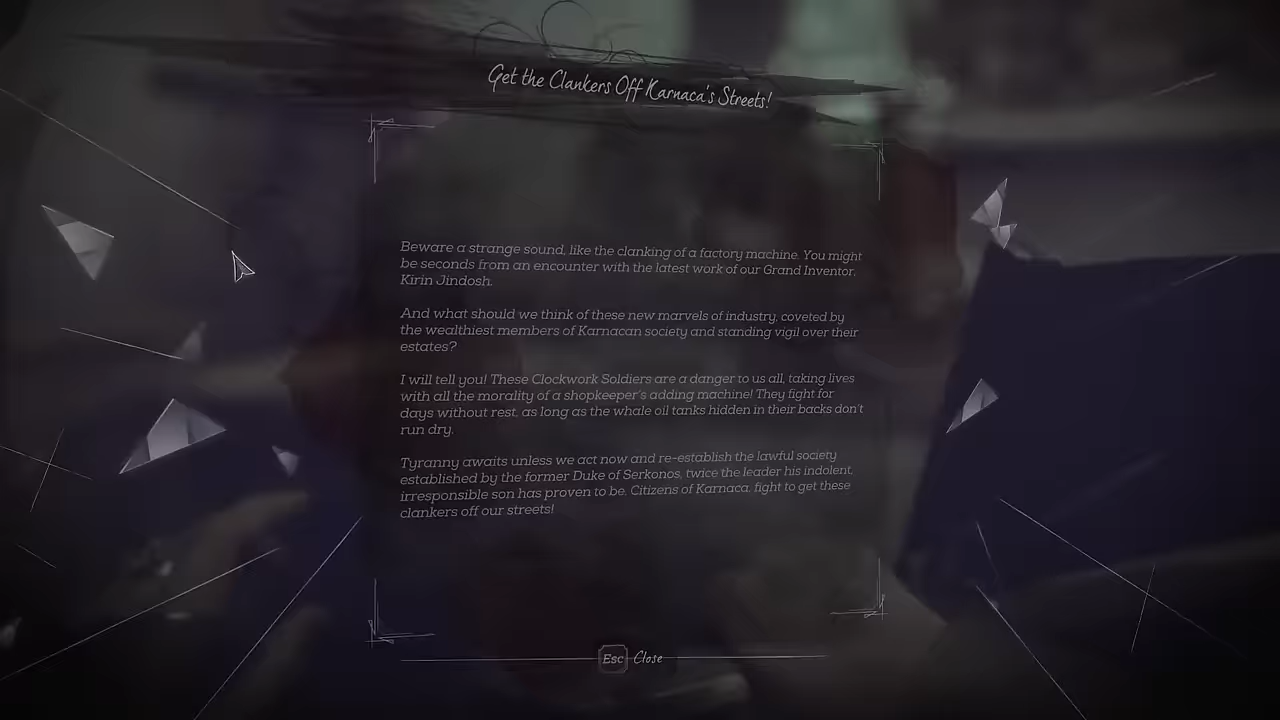 Get the Clankers Off Karnaca's Streets!
Beware a strange sound, like the clanking of a factory machine. You might
be seconds from an encounter with the latest work of our Grand Inventor,
Kirin Jindosh.
And what should we think of these new marvels of industry, coveted by
the wealthiest members of Karnacan society and standing vigil over their
estates?
I will tell you! These Clockwork Soldiers are a danger to us all, taking lives
with all the morality of a shopkeeper's adding machine! They fight for
days without rest, as long as the whale oil tanks hidden in their backs don't
run dry.
Tyranny awaits unless we act now and re-establish the lawful society
established by the former Duke of Serkonos, twice the leader his indolent,
irresponsible son has proven to be. Citizens of Karnaca, fight to get these
clankers off our streets!
Esc Close